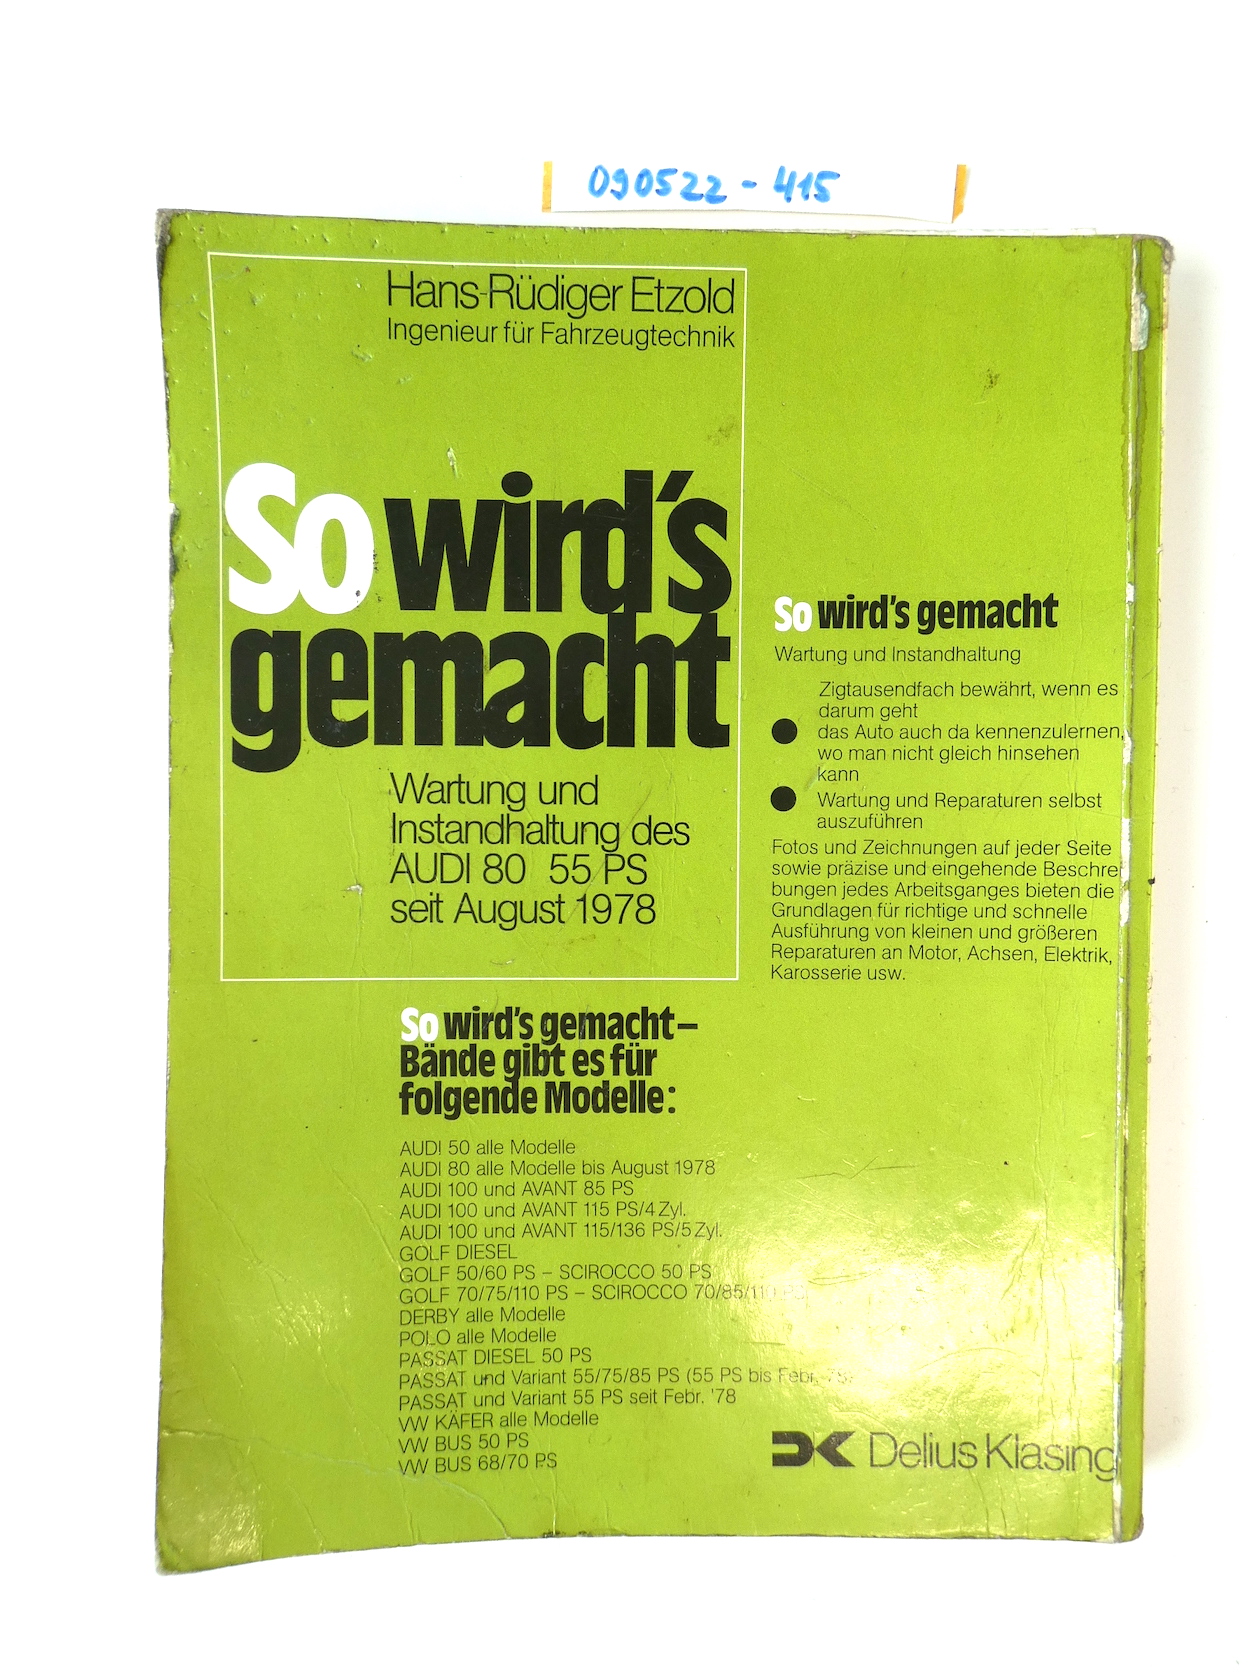 090522 - 415
Hans-Rüdiger Etzold
Ingenieur für Fahrzeugtechnik
So wird's
gemacht
Wartung und
Instandhaltung des
AUDI 80 55 PS
seit August 1978
So wird's gemacht
Wartung und Instandhaltung
Zigtausendfach bewährt, wenn es
darum geht
● das Auto auch da kennenzulernen,
wo man nicht gleich hinsehen
kann
● Wartung und Reparaturen selbst
auszuführen
Fotos und Zeichnungen auf jeder Seite
sowie präzise und eingehende Beschrei
bungen jedes Arbeitsganges bieten die
Grundlagen für richtige und schnelle
Ausführung von kleinen und größeren
Reparaturen an Motor, Achsen, Elektrik,
Karosserie usw.
So wird's gemacht –
Bände gibt es für
folgende Modelle:
AUDI 50 alle Modelle
AUDI 80 alle Modelle bis August 1978
AUDI 100 und AVANT 85 PS
AUDI 100 und AVANT 115 PS/4 Zyl.
AUDI 100 und AVANT 115/136 PS/5 Zyl.
GOLF DIESEL
GOLF 50/60 PS – SCIROCCO 50 PS
GOLF 70/75/110 PS – SCIROCCO 70/85/110 PS
DERBY alle Modelle
POLO alle Modelle
PASSAT DIESEL 50 PS
PASSAT und Variant 55/75/85 PS (55 PS bis Febr. '78)
PASSAT und Variant 55 PS seit Febr. '78
VW KÄFER alle Modelle
VW BUS 50 PS
VW BUS 68/70 PS
DK Delius Klasing